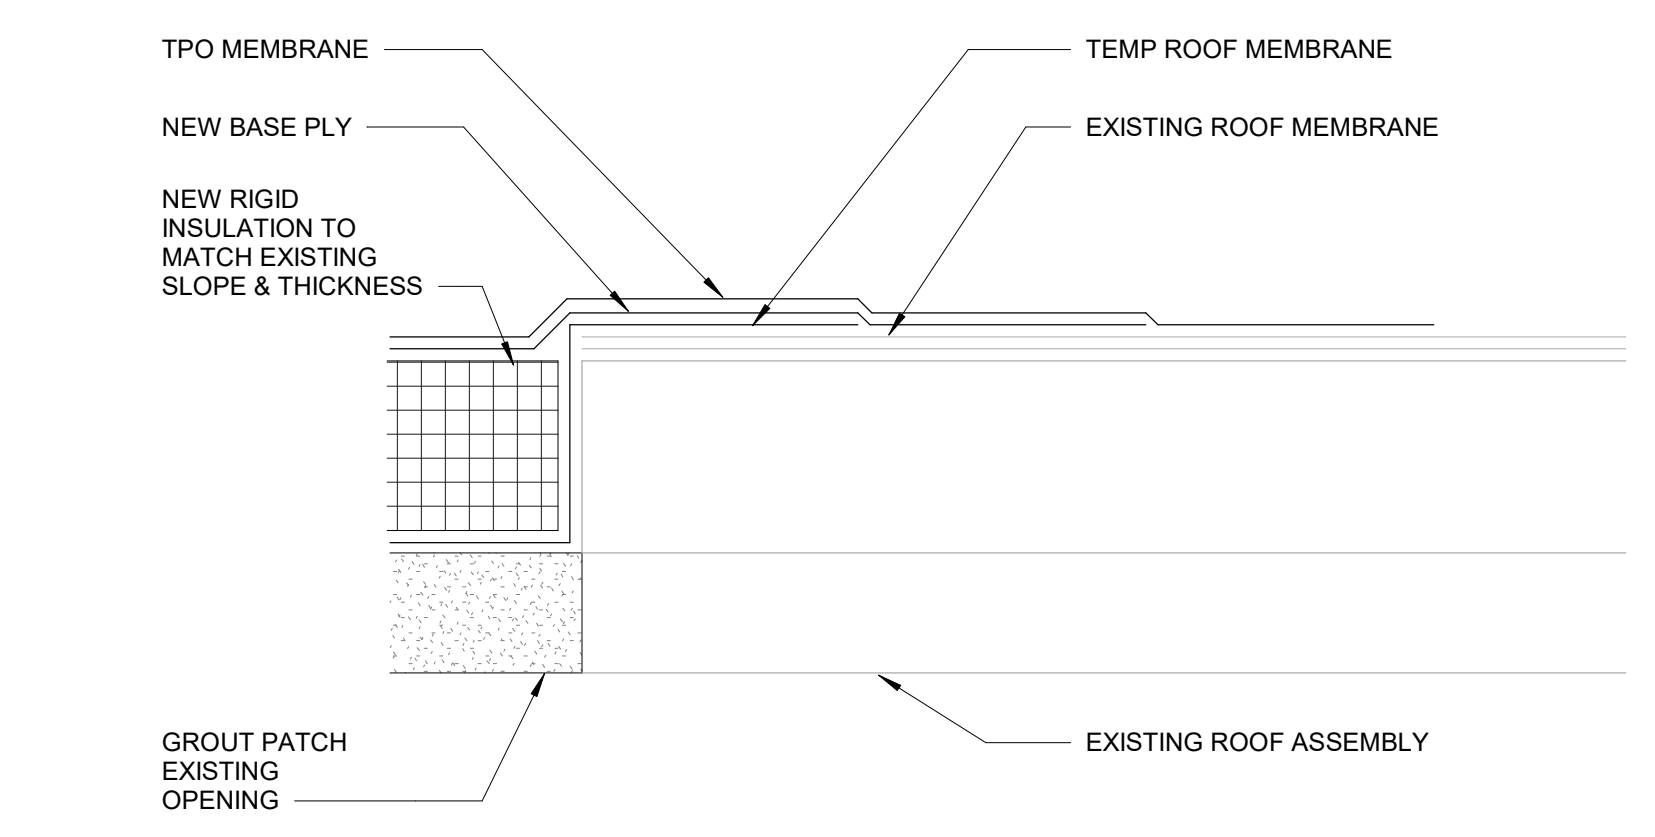 TPO MEMBRANE
NEW BASE PLY
NEW RIGID
INSULATION TO
MATCH EXISTING
SLOPE & THICKNESS
TEMP ROOF MEMBRANE
EXISTING ROOF MEMBRANE
GROUT PATCH
EXISTING
OPENING
EXISTING ROOF ASSEMBLY